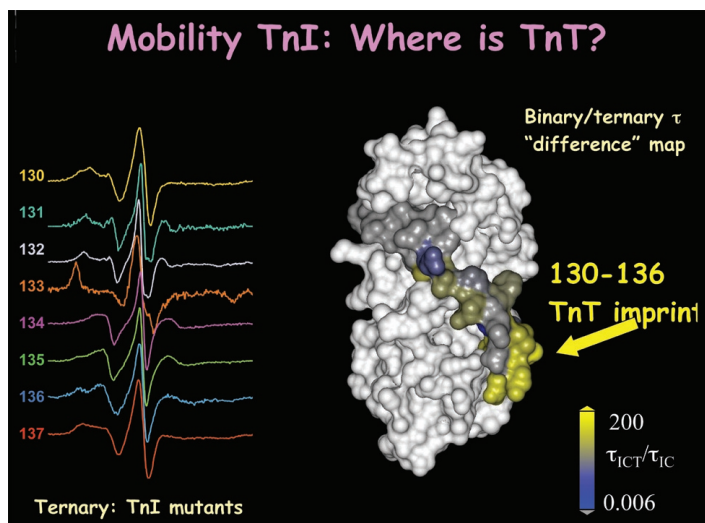 Mobility TnI: Where is TnT?
Binary/ternary τ
“difference” map
130
131
132
133
134
135
136
137
130-136
TnT imprint
200
τICT/τIC
0.006
Ternary: TnI mutants